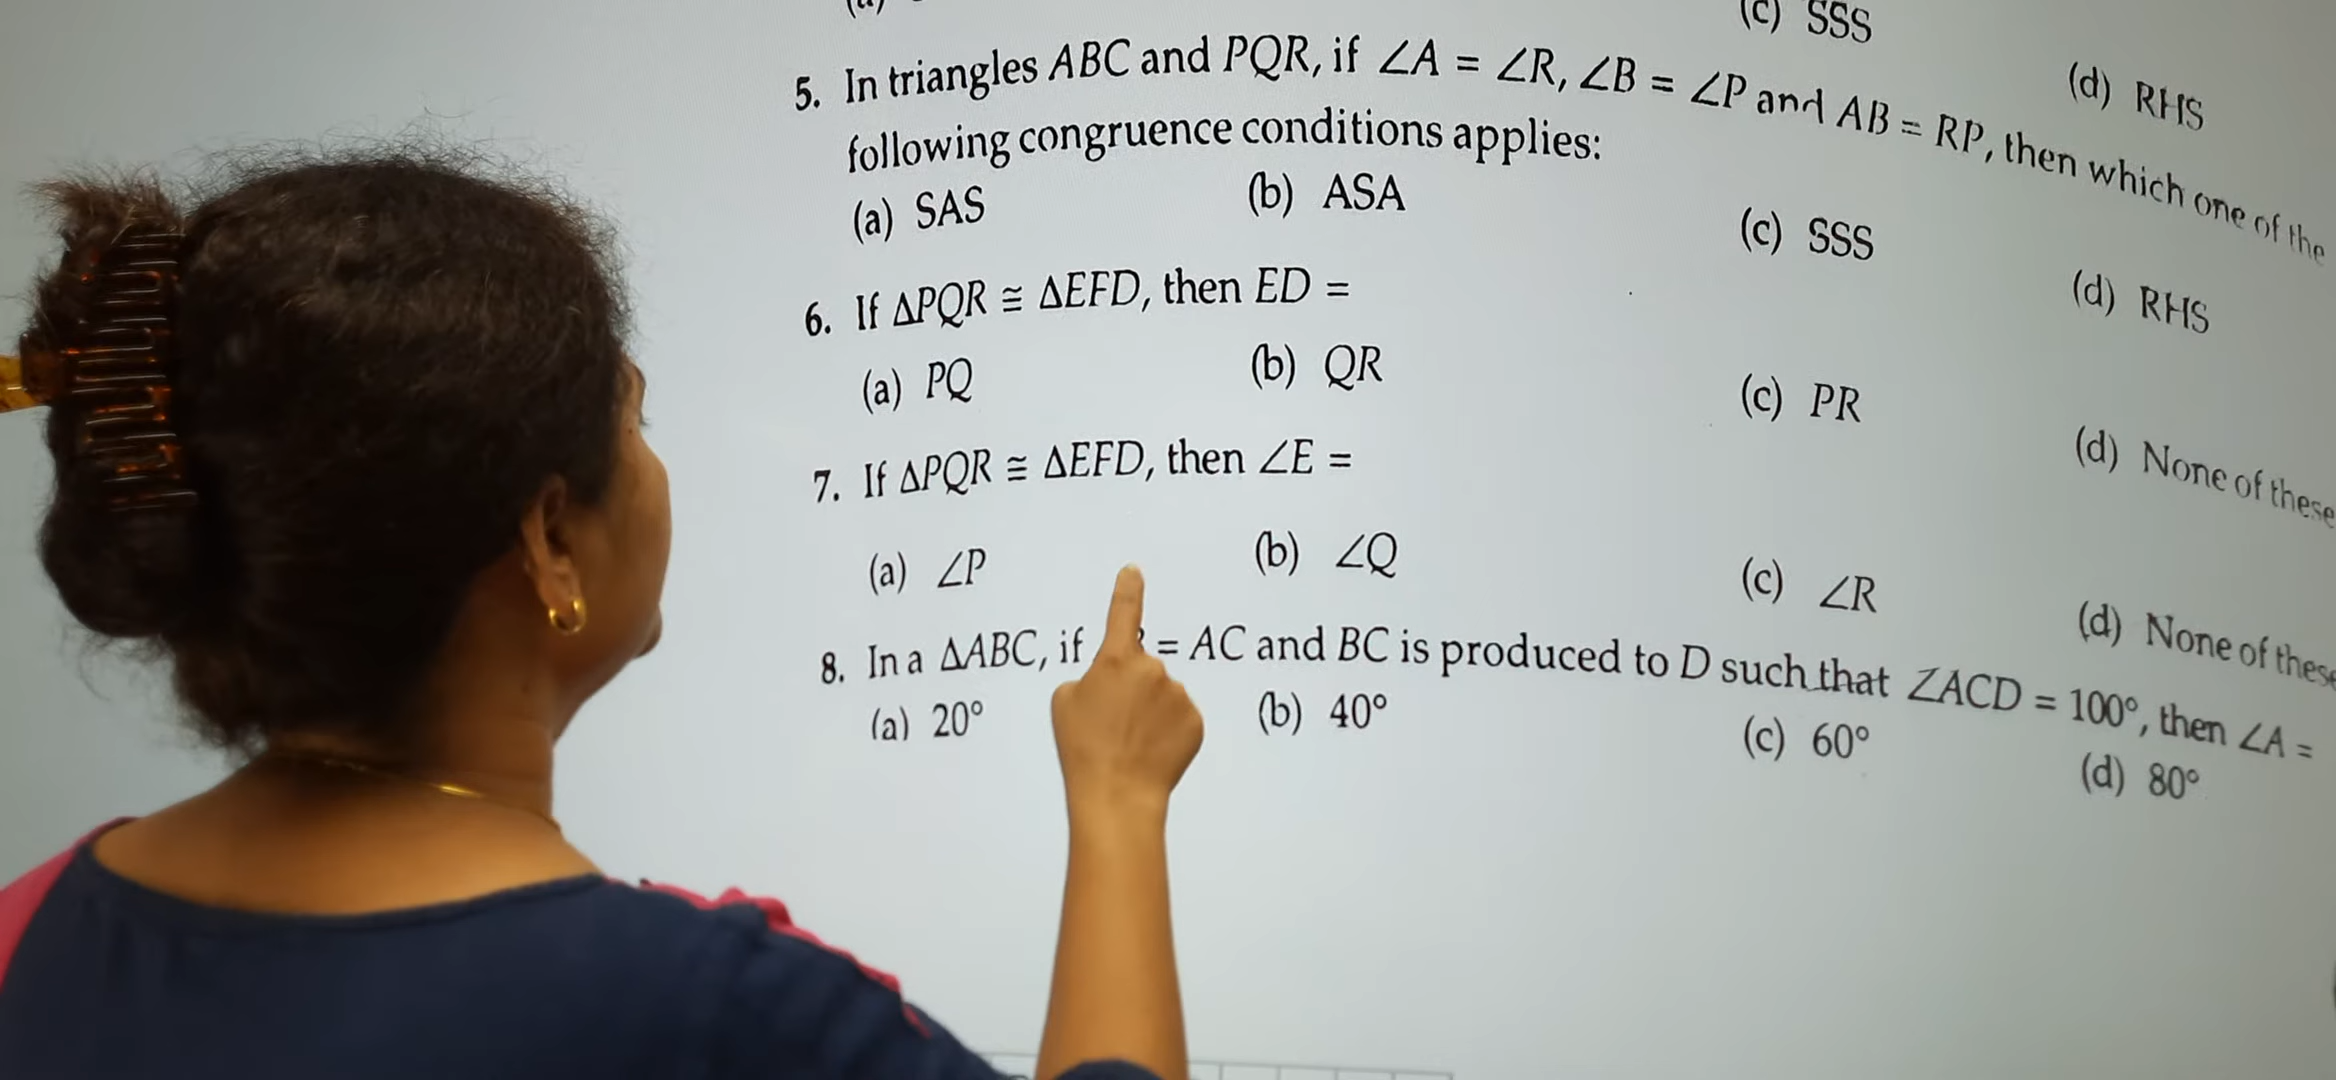 (c) SSS
(d) RHS
5. In triangles ABC and PQR, if ∠A = ∠R, ∠B = ∠P and AB = RP, then which one of the
following congruence conditions applies:
(a) SAS (b) ASA (c) SSS (d) RHS
6. If ΔPQR ≅ ΔEFD, then ED =
(a) PQ (b) QR (c) PR (d) None of these
7. If ΔPQR ≅ ΔEFD, then ∠E =
(a) ∠P (b) ∠Q (c) ∠R (d) None of these
8. In a ΔABC, if = AC and BC is produced to D such that ∠ACD = 100°, then ∠A =
(a) 20° (b) 40° (c) 60° (d) 80°